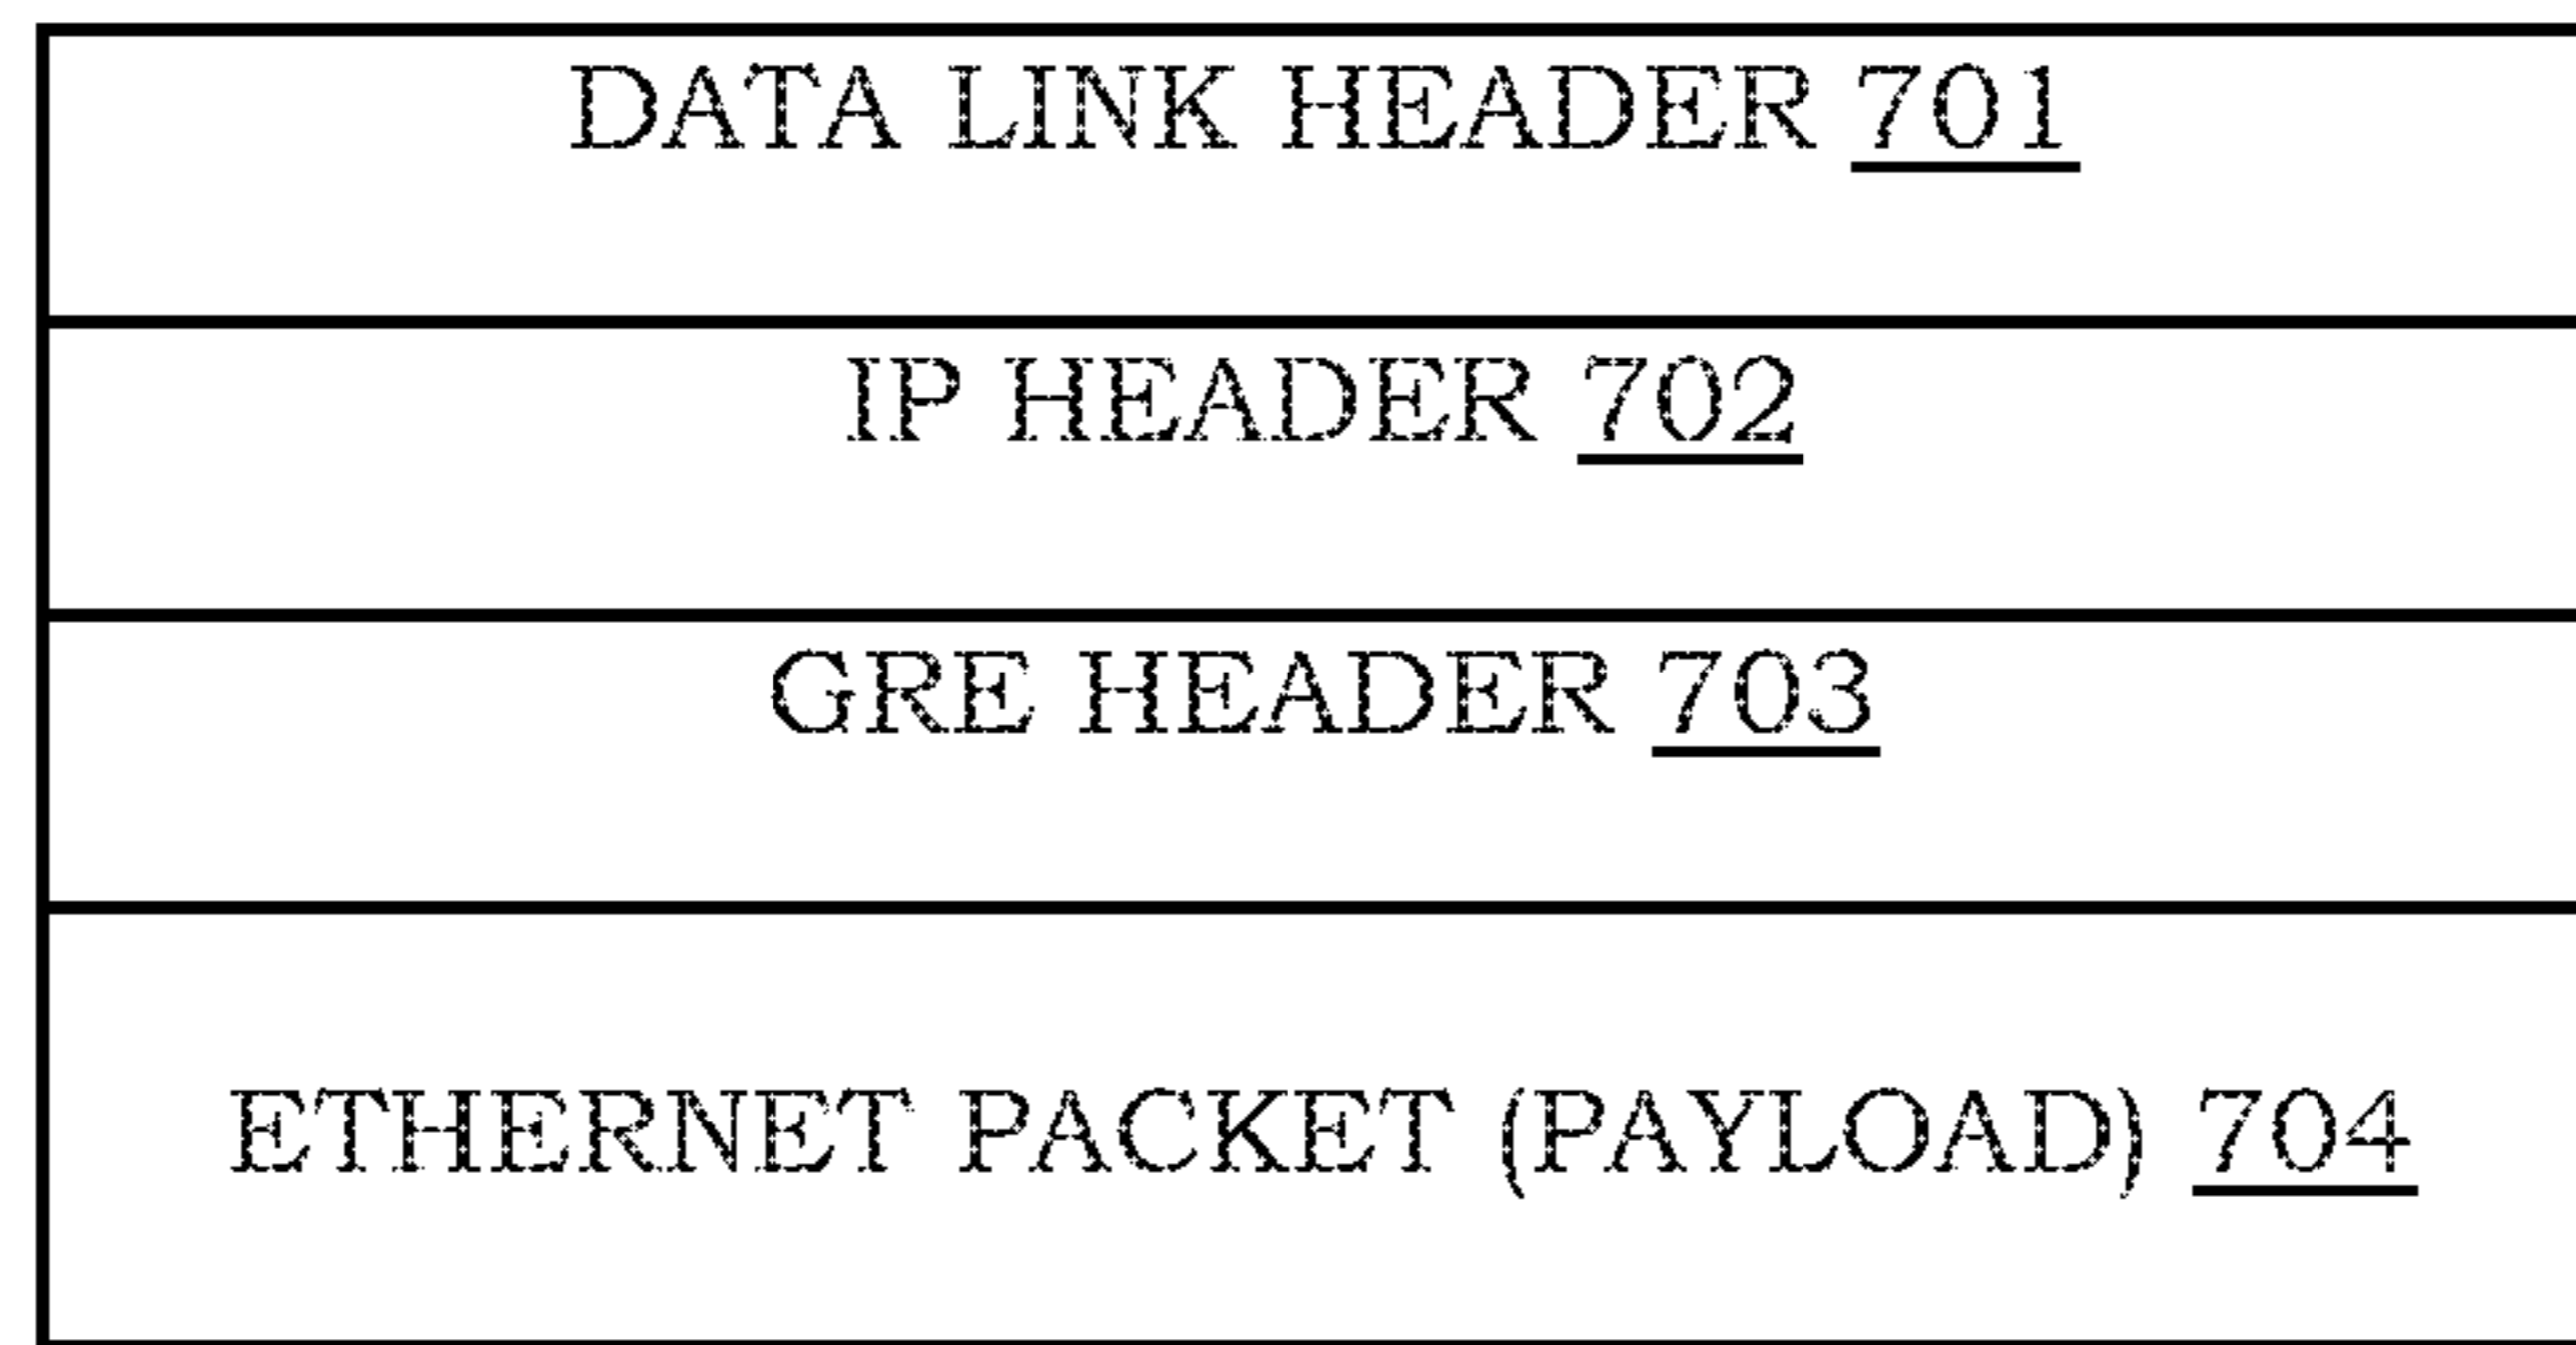 DATA LINK HEADER 701
IP HEADER 702
GRE HEADER 703
ETHERNET PACKET (PAYLOAD) 704